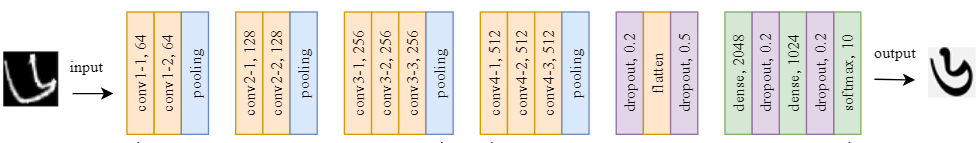 input
conv1-1, 64
conv1-2, 64
pooling
conv2-1, 128
conv2-2, 128
pooling
conv3-1, 256
conv3-2, 256
conv3-3, 256
pooling
conv4-1, 512
conv4-2, 512
conv4-3, 512
pooling
dropout, 0.2
flatten
dropout, 0.5
dense, 2048
dropout, 0.2
dense, 1024
dropout, 0.2
softmax, 10
output